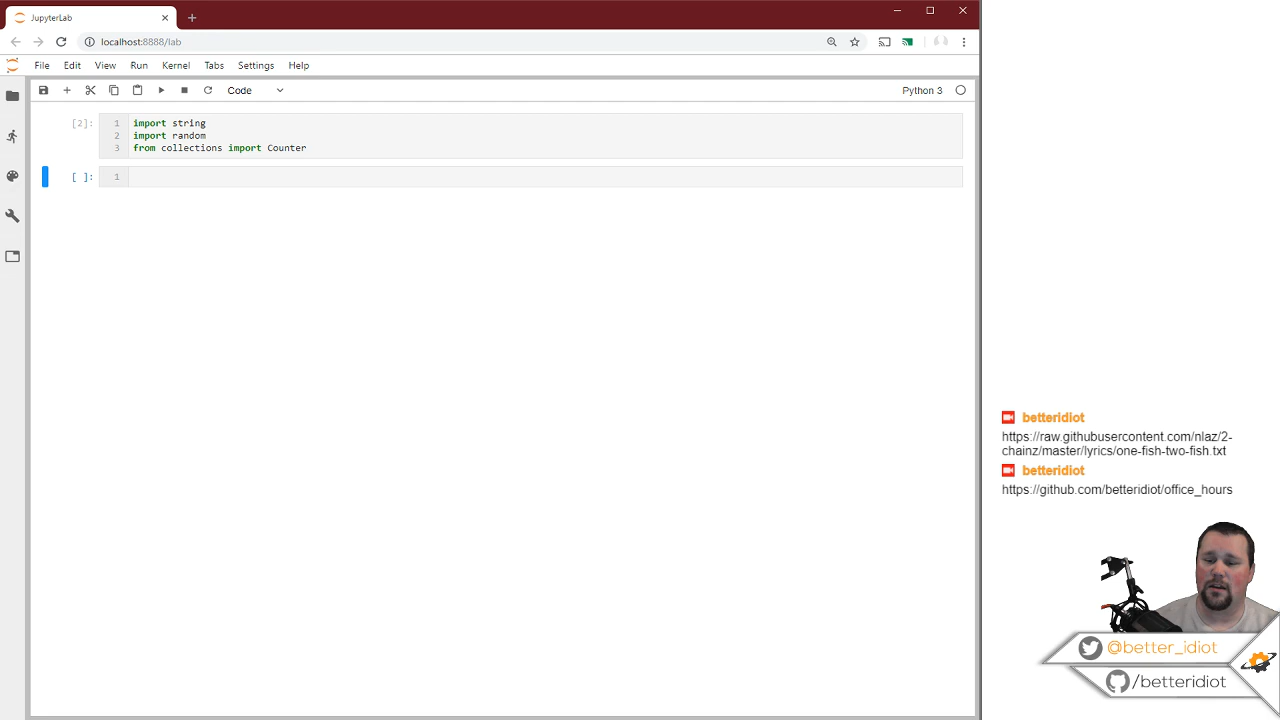 JupyterLab
localhost:8888/lab
File Edit View Run Kernel Tabs Settings Help
Code Python 3
[2]: 1 import string
2 import random
3 from collections import Counter
[ ]: 1
betteridiot
https://raw.githubusercontent.com/nlaz/2-
chainz/master/lyrics/one-fish-two-fish.txt
betteridiot
https://github.com/betteridiot/office_hours
@better_idiot
/betteridiot